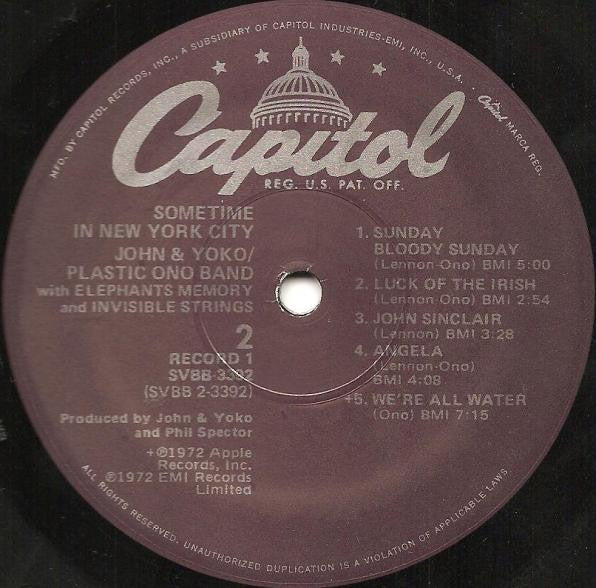 MFD. BY CAPITOL RECORDS, INC., A SUBSIDIARY OF CAPITOL INDUSTRIES-EMI, INC., U.S.A. · Capitol MARCA REG.
Capitol
REG. U.S. PAT. OFF.
SOMETIME
IN NEW YORK CITY
JOHN & YOKO/
PLASTIC ONO BAND
with ELEPHANTS MEMORY
and INVISIBLE STRINGS
2
RECORD 1
SVBB-3392
(SVBB 2-3392)
Produced by John & Yoko
and Phil Spector
+℗1972 Apple
Records, Inc.
℗1972 EMI Records
Limited
1. SUNDAY
BLOODY SUNDAY
(Lennon-Ono) BMI 5:00
2. LUCK OF THE IRISH
(Lennon-Ono) BMI 2:54
3. JOHN SINCLAIR
(Lennon) BMI 3:28
4. ANGELA
(Lennon-Ono)
BMI 4:08
+5. WE'RE ALL WATER
(Ono) BMI 7:15
ALL RIGHTS RESERVED. UNAUTHORIZED DUPLICATION IS A VIOLATION OF APPLICABLE LAWS